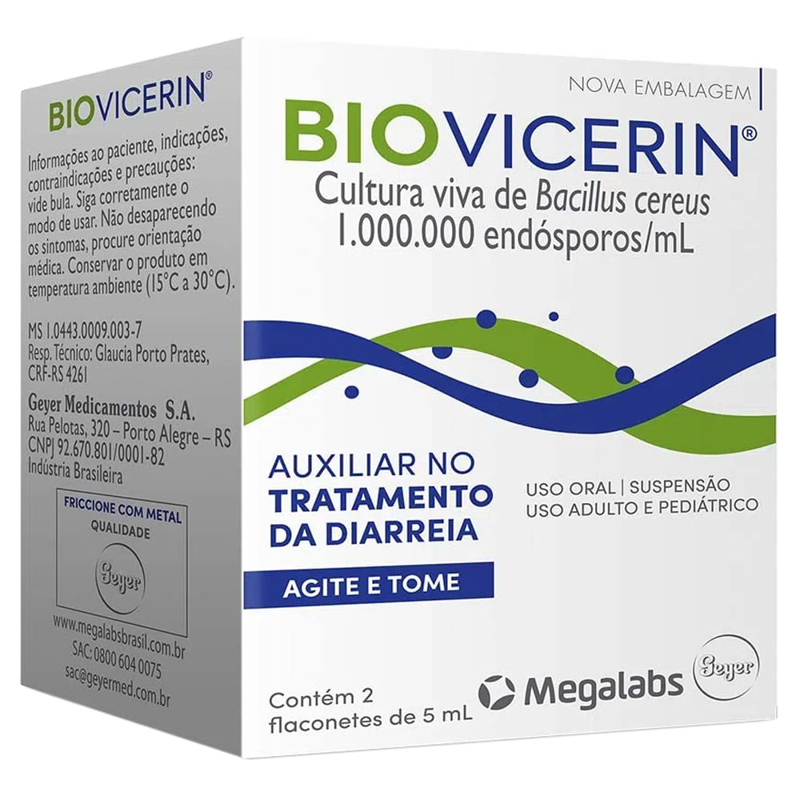 BIOVICERIN®
Informações ao paciente, indicações,
contraindicações e precauções:
vide bula. Siga corretamente o
modo de usar. Não desaparecendo
os sintomas, procure orientação
médica. Conservar o produto em
temperatura ambiente (15°C a 30°C).
MS 1.0443.0009.003-7
Resp. Técnico: Glaucia Porto Prates,
CRF-RS 4261
Geyer Medicamentos S.A.
Rua Pelotas, 320 – Porto Alegre – RS
CNPJ 92.670.801/0001-82
Indústria Brasileira
FRICCIONE COM METAL
QUALIDADE
Geyer
www.megalabsbrasil.com.br
SAC: 0800 604 0075
sac@geyermed.com.br
NOVA EMBALAGEM
BIOVICERIN®
Cultura viva de Bacillus cereus
1.000.000 endósporos/mL
AUXILIAR NO
TRATAMENTO
DA DIARREIA
USO ORAL | SUSPENSÃO
USO ADULTO E PEDIÁTRICO
AGITE E TOME
Contém 2
flaconetes de 5 mL
Megalabs
Geyer